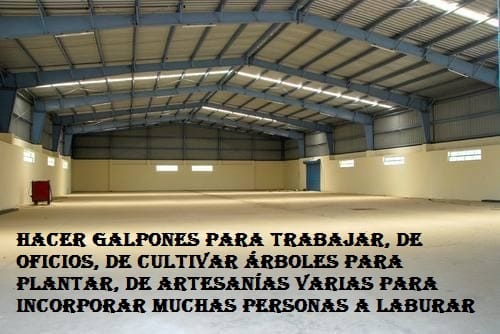 HACER GALPONES PARA TRABAJAR, DE
OFICIOS, DE CULTIVAR ÁRBOLES PARA
PLANTAR, DE ARTESANÍAS VARIAS PARA
INCORPORAR MUCHAS PERSONAS A LABURAR